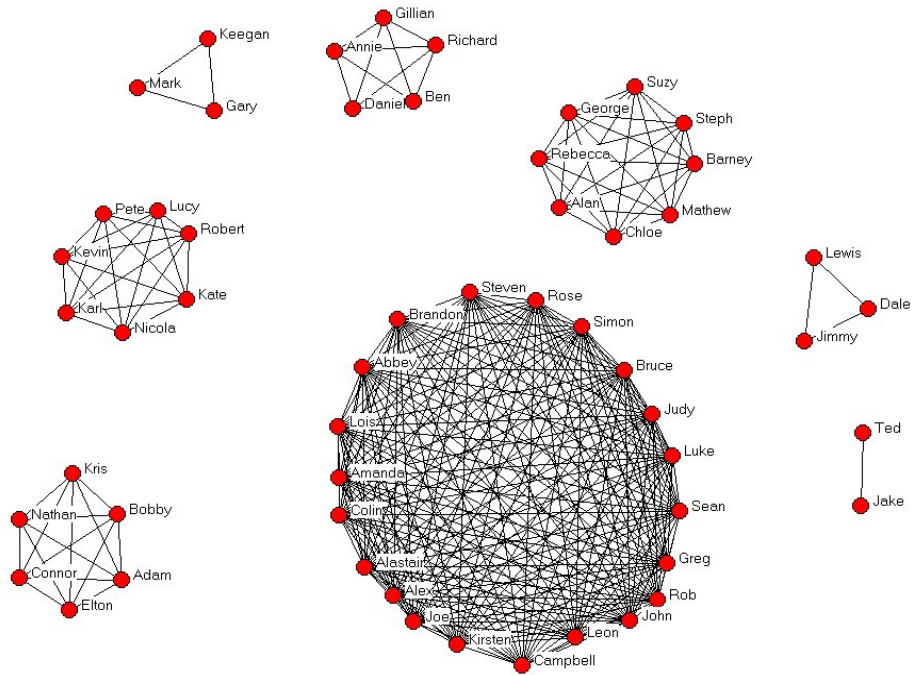 Gillian
Keegan
Richard
Annie
Mark
Suzy
Ben
Daniel
Gary
George
Steph
Rebecca
Barney
Alan
Mathew
Pete
Lucy
Robert
Chloe
Kevin
Lewis
Steven
Kate
Rose
Dale
Karl
Brandon
Simon
Nicola
Jimmy
Abbey
Bruce
Judy
Lois
Ted
Luke
Kris
Amanda
Jake
Sean
Bobby
Nathan
Colin
Greg
Alastair
Connor
Adam
Alex
Rob
Elton
Joe
John
Kirsten
Leon
Campbell